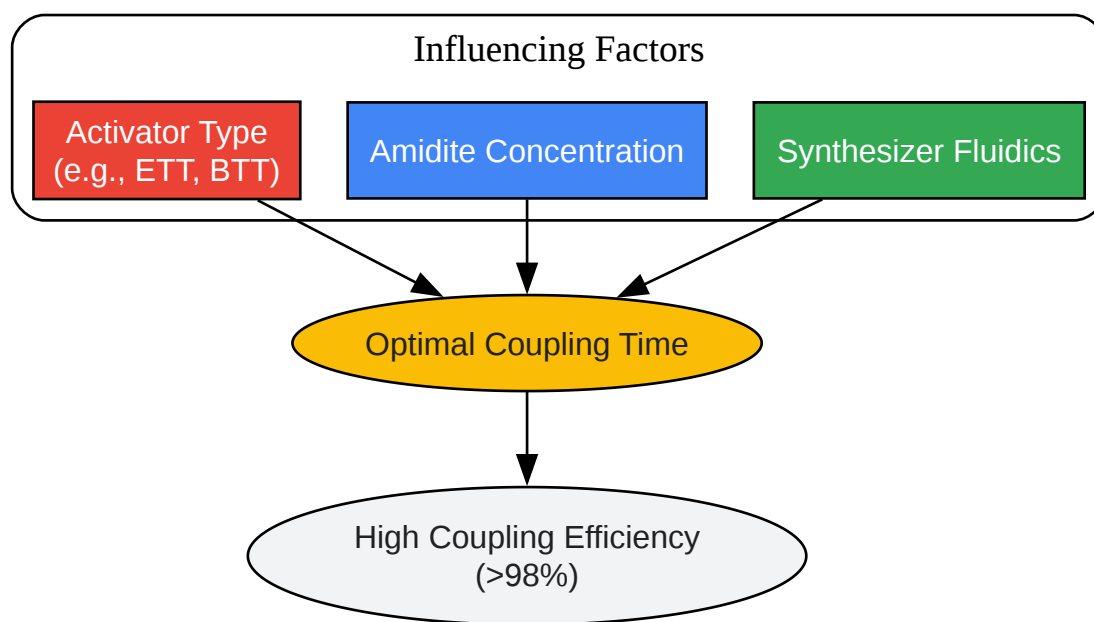 Influencing Factors
Activator Type
(e.g., ETT, BTT)
Amidite Concentration
Synthesizer Fluidics
Optimal Coupling Time
High Coupling Efficiency
(>98%)